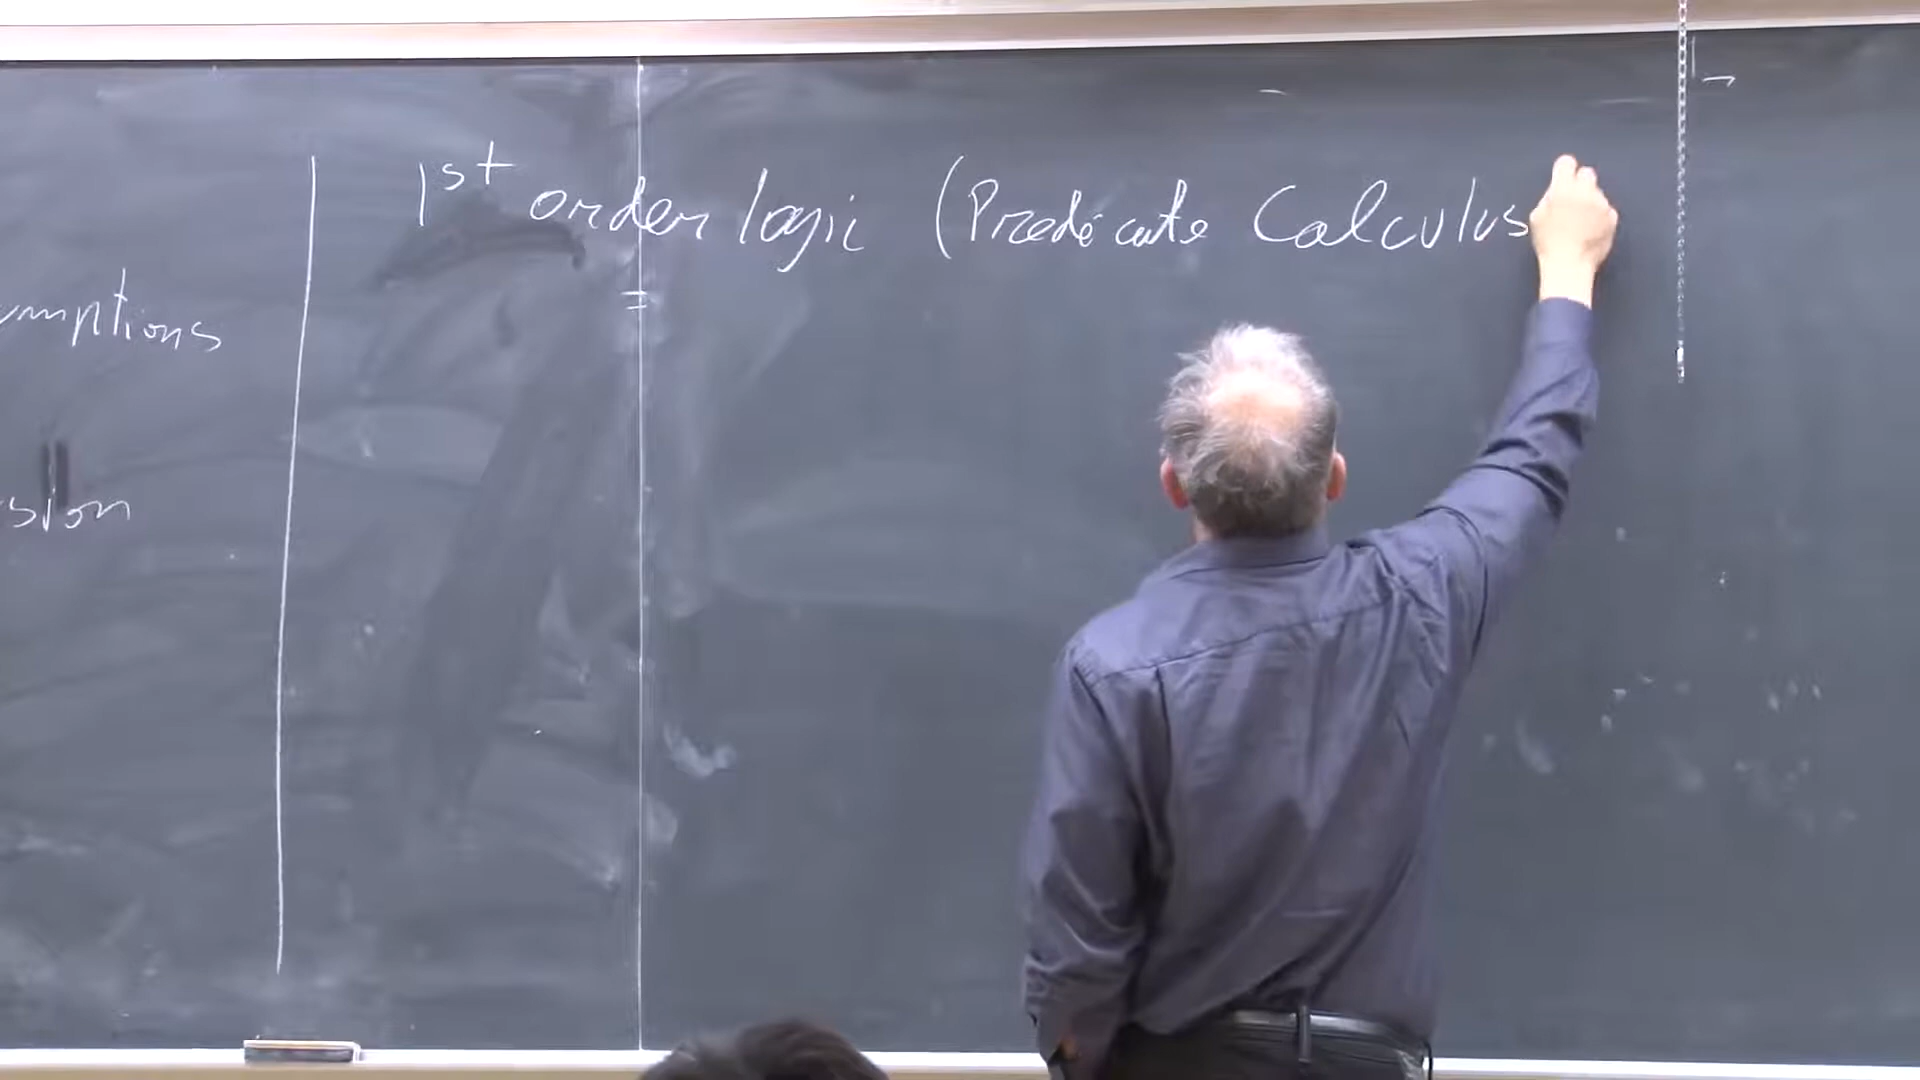 1st order logic (Predicate Calculus
=
umptions
sion